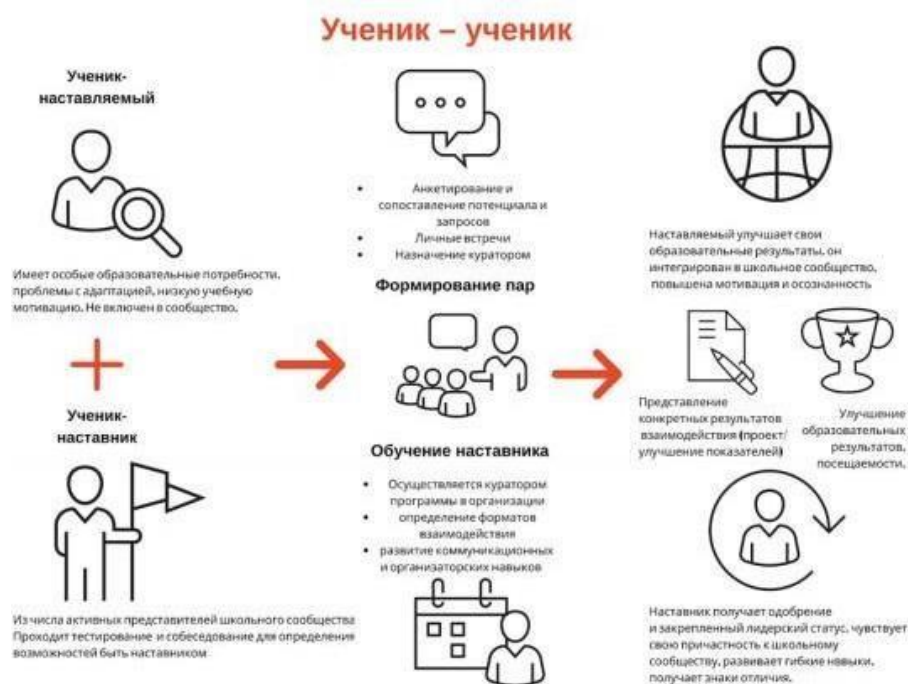 Ученик – ученик
Ученик-
наставляемый
Имеет особые образовательные потребности,
проблемы с адаптацией, низкую учебную
мотивацию. Не включен в сообщество.
Ученик-
наставник
Из числа активных представителей школьного сообщества
Проходит тестирование и собеседование для определения
возможностей быть наставником
• Анкетирование и
сопоставление потенциала и
запросов
• Личные встречи
• Назначение куратором
Формирование пар
Обучение наставника
• Осуществляется куратором
программы в организации
• определение форматов
взаимодействия
• развитие коммуникационных
и организаторских навыков
Наставляемый улучшает свои
образовательные результаты, он
интегрирован в школьное сообщество,
повышена мотивация и осознанность
Представление
конкретных результатов
взаимодействия (проект/
улучшение показателей)
Улучшение
образовательных
результатов,
посещаемости,
Наставник получает одобрение
и закрепленный лидерский статус, чувствует
свою причастность к школьному
сообществу, развивает гибкие навыки,
получает знаки отличия.